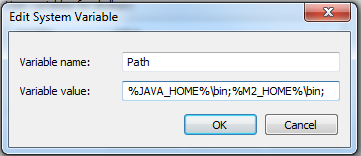 Edit System Variable
Variable name: Path
Variable value: %JAVA_HOME%\bin;%M2_HOME%\bin;
OK Cancel